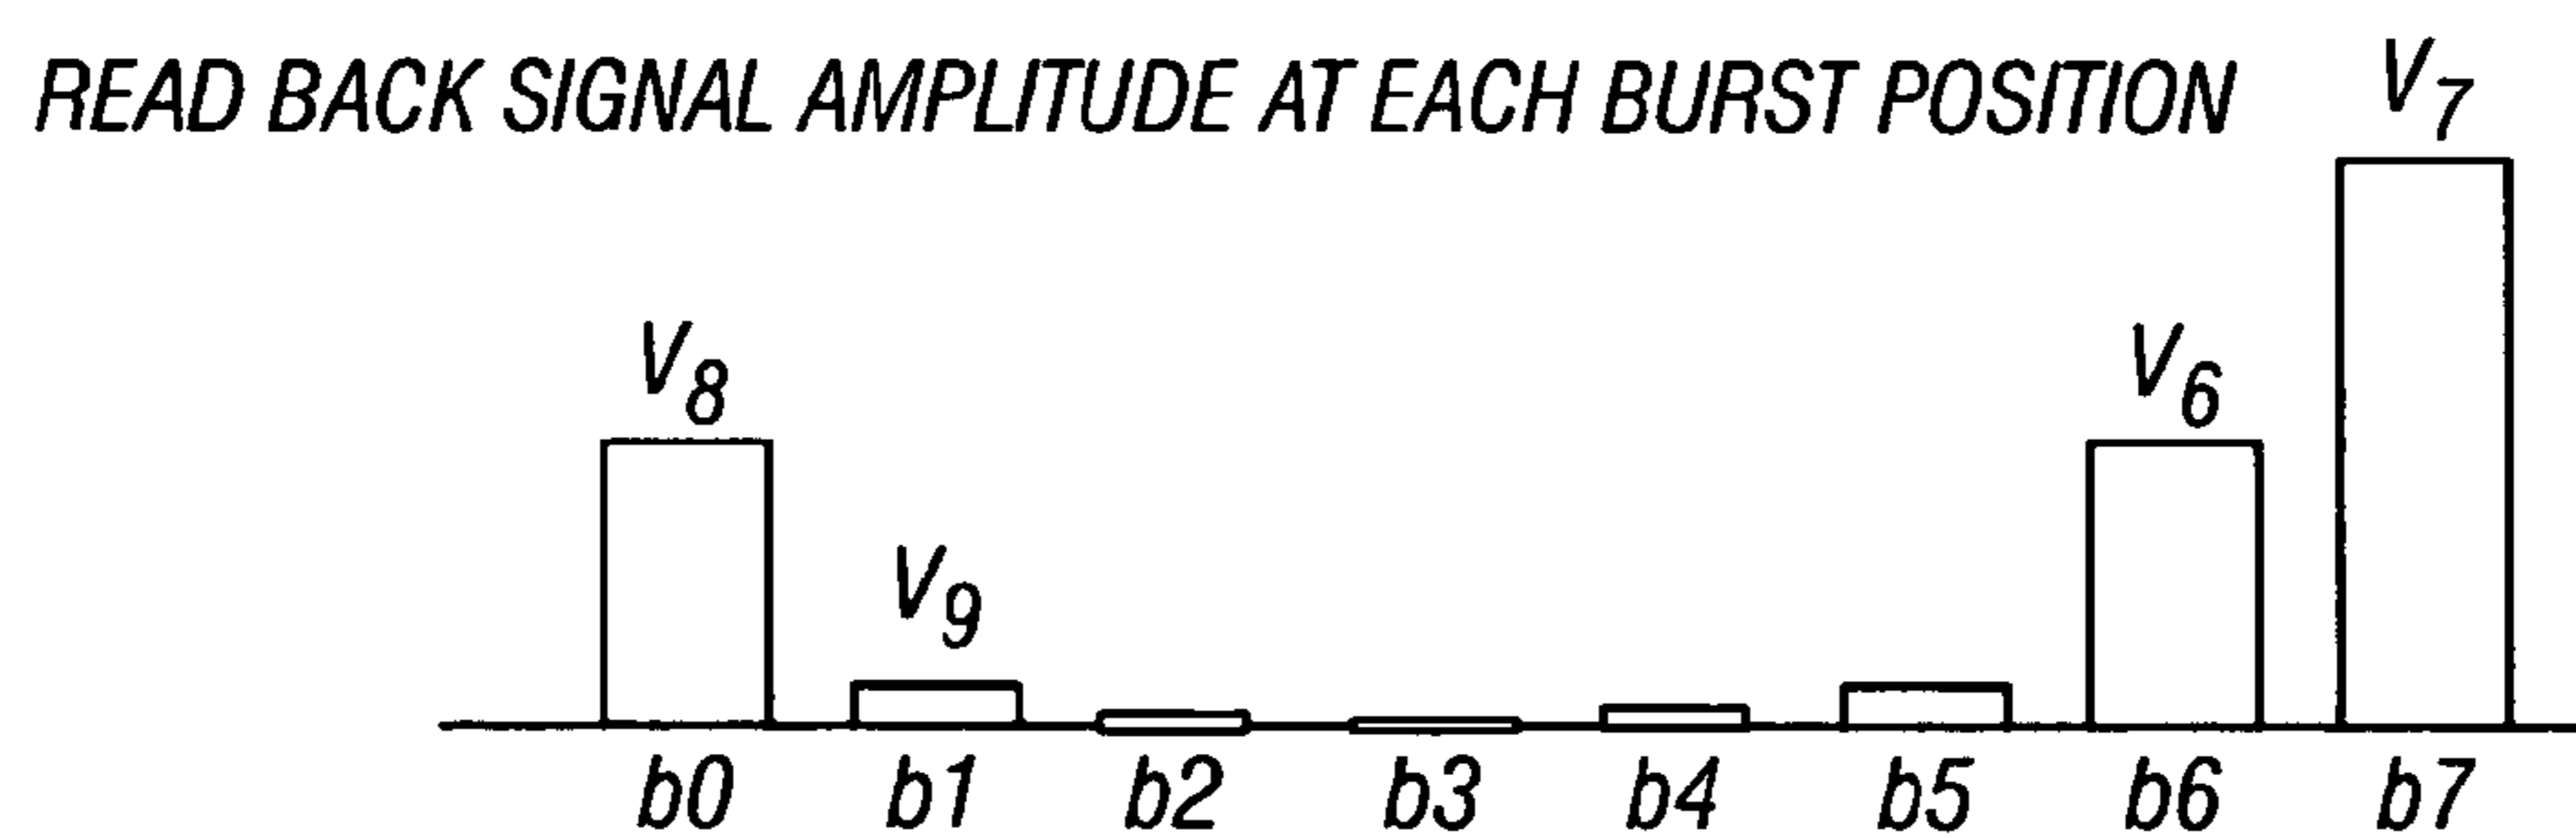 READ BACK SIGNAL AMPLITUDE AT EACH BURST POSITION
V7
V8
V6
V9
b0 b1 b2 b3 b4 b5 b6 b7